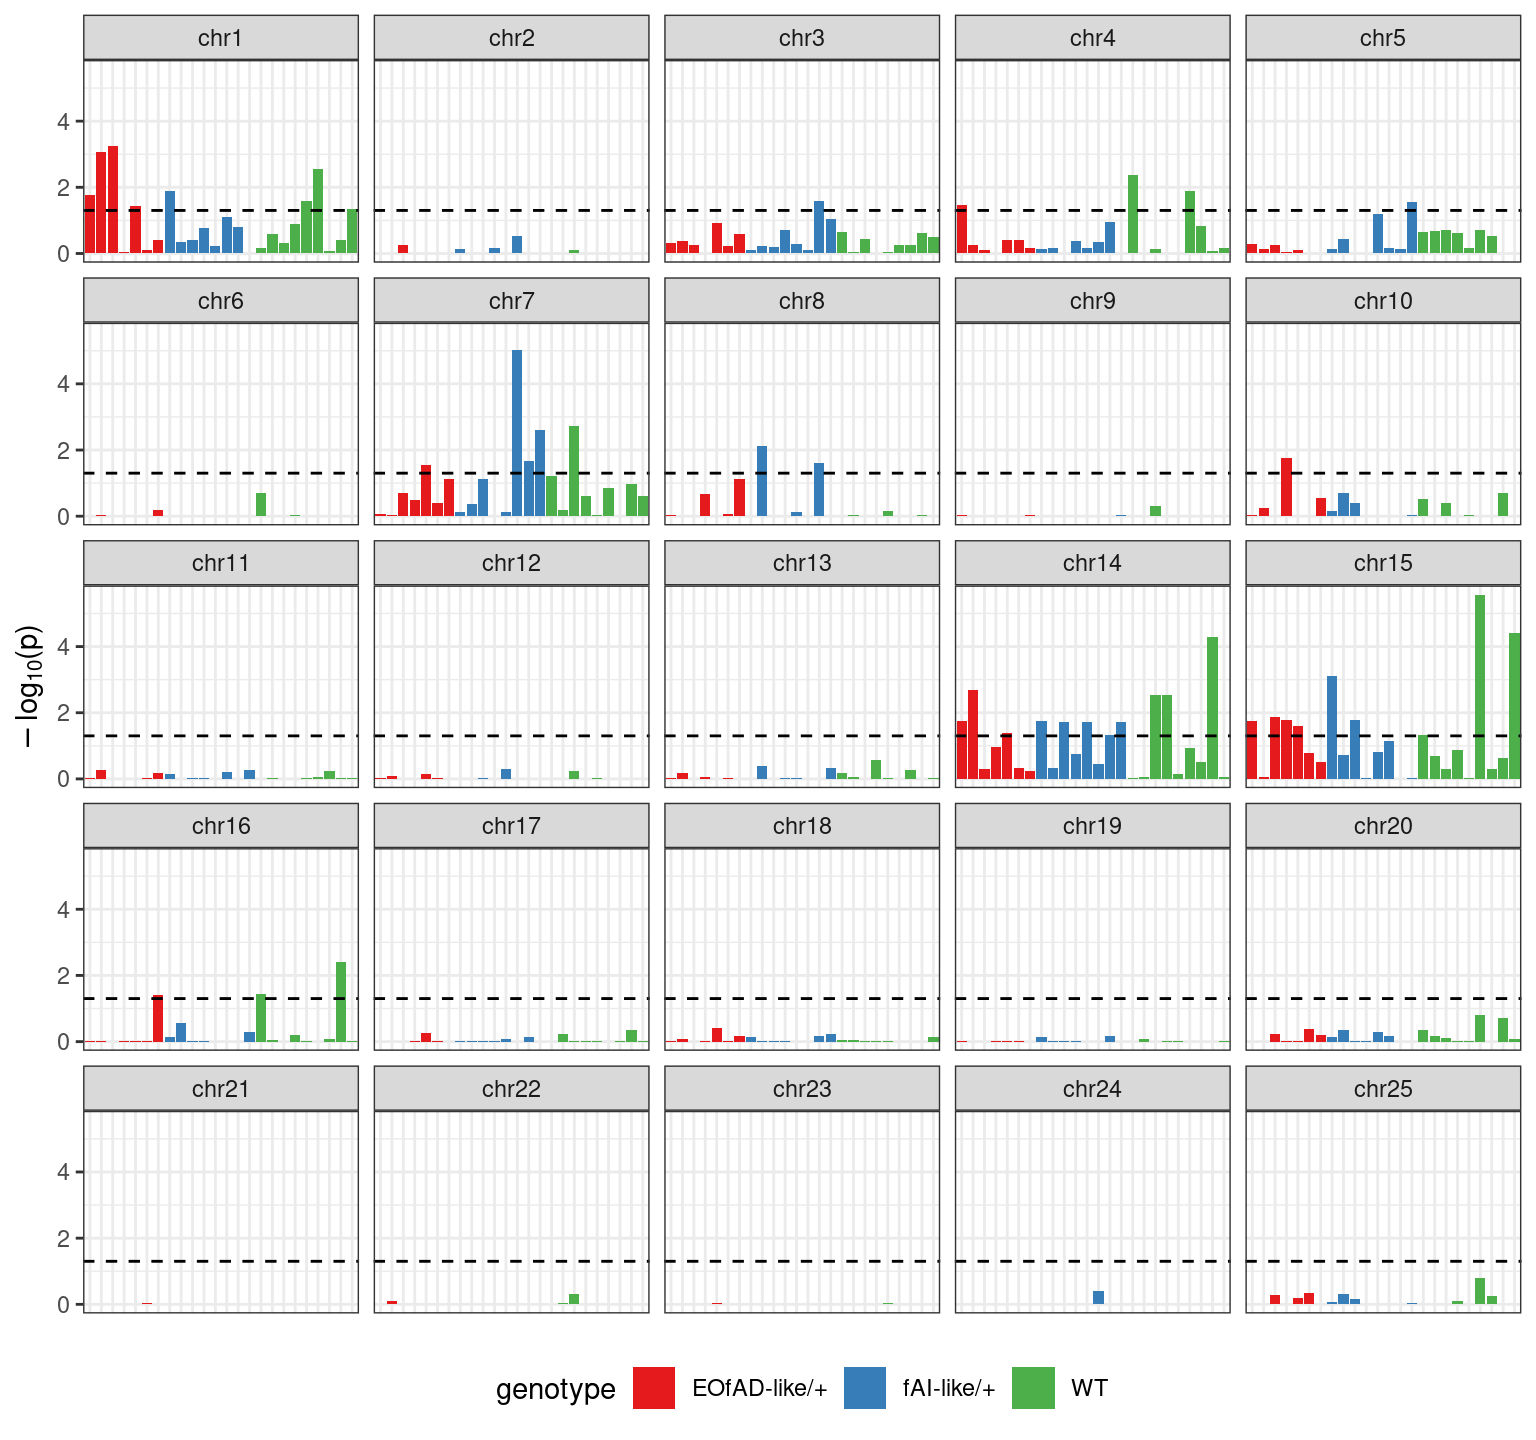 chr1 chr2 chr3 chr4 chr5
4
2
0
chr6 chr7 chr8 chr9 chr10
4
2
0
chr11 chr12 chr13 chr14 chr15
− log10(p)
4
2
0
chr16 chr17 chr18 chr19 chr20
4
2
0
chr21 chr22 chr23 chr24 chr25
4
2
0
genotype EOfAD-like/+ fAI-like/+ WT